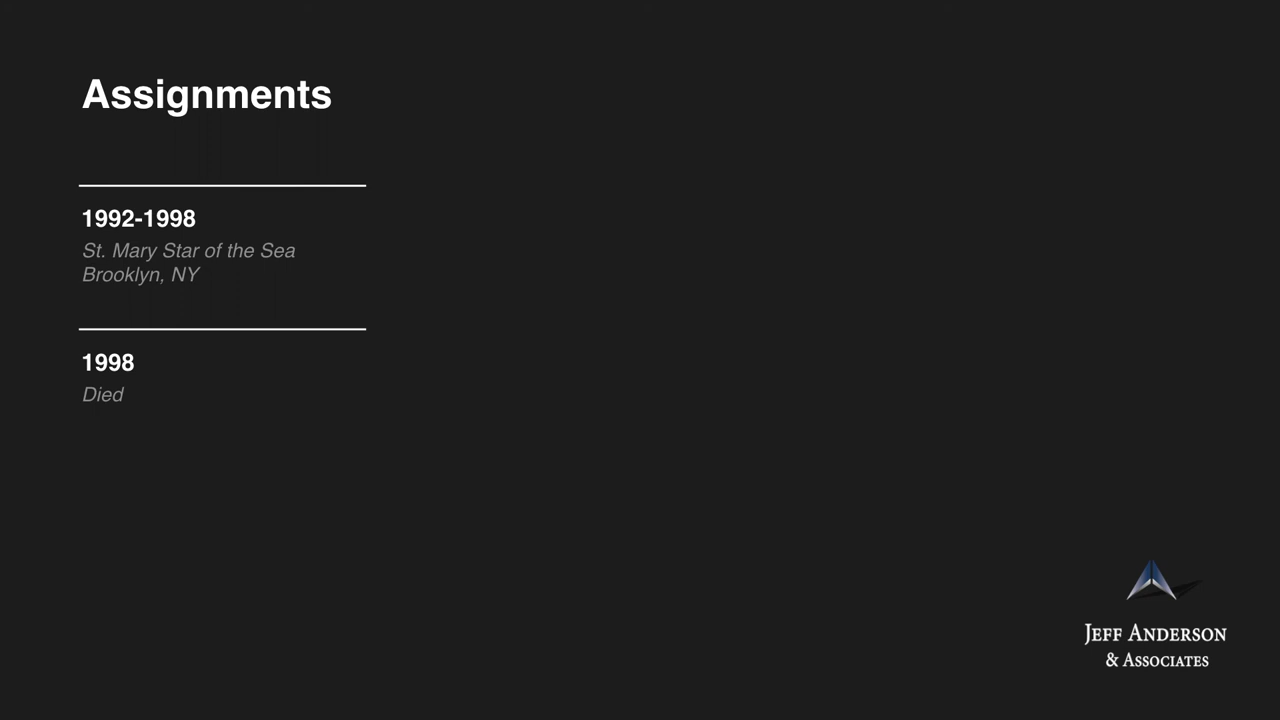 Assignments
1992-1998
St. Mary Star of the Sea
Brooklyn, NY
1998
Died
JEFF ANDERSON
& ASSOCIATES